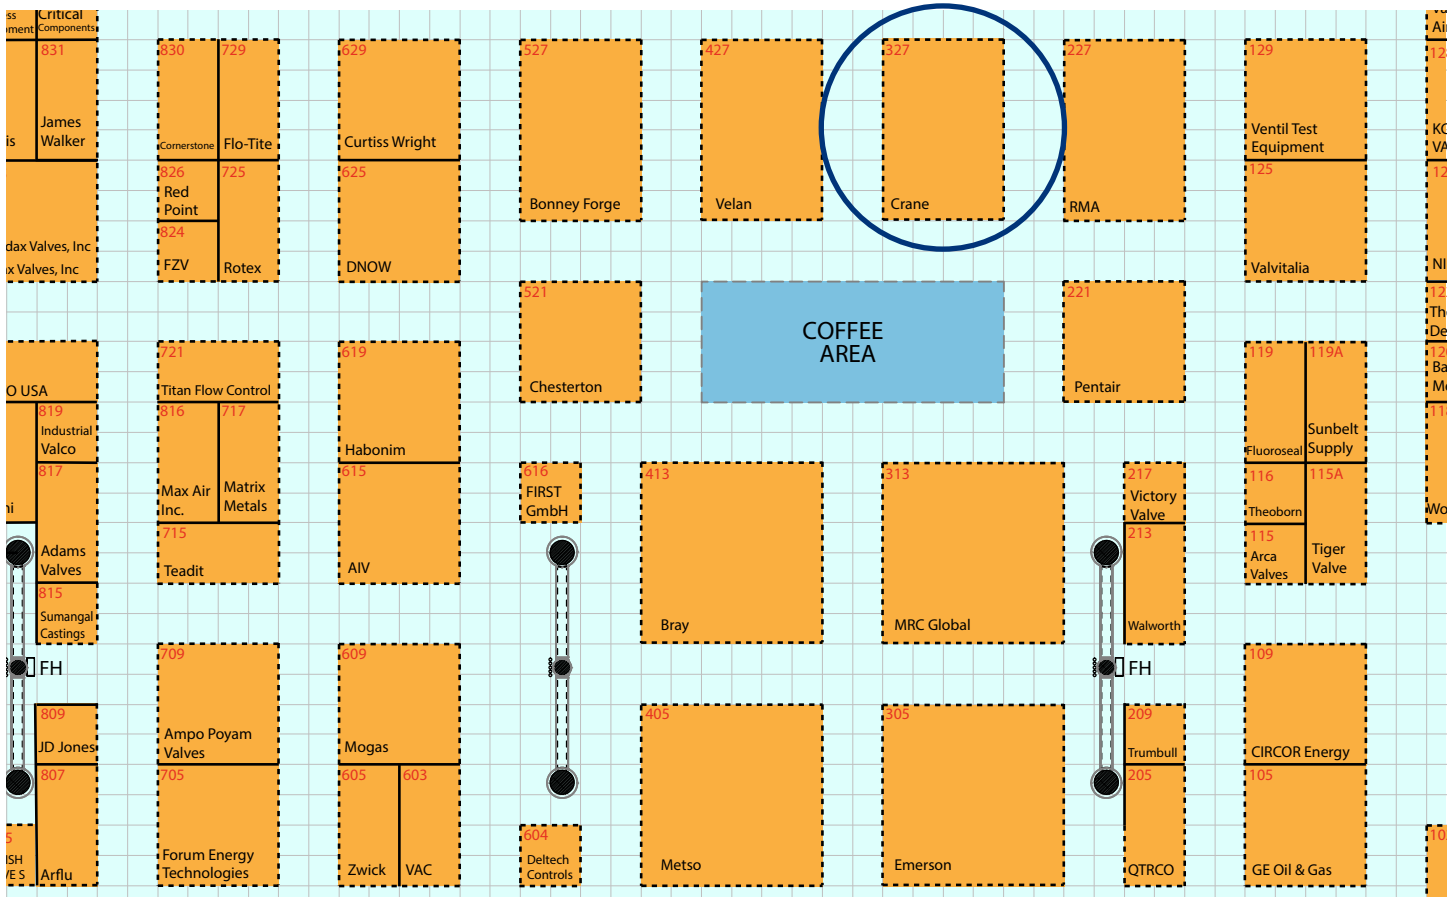 Critical
Components
831
James
Walker
830
Cornerstone
729
Flo-Tite
826
Red
Point
824
FZV
725
Rotex
dax Valves, Inc
x Valves, Inc
629
Curtiss Wright
625
DNOW
527
Bonney Forge
427
Velan
327
Crane
227
RMA
129
Ventil Test
Equipment
125
Valvitalia
521
Chesterton
COFFEE
AREA
221
Pentair
O USA
819
Industrial
Valco
817
Adams
Valves
815
Sumangal
Castings
721
Titan Flow Control
816
Max Air
Inc.
717
Matrix
Metals
715
Teadit
619
Habonim
615
AIV
616
FIRST
GmbH
413
Bray
313
MRC Global
217
Victory
Valve
213
Walworth
119
Fluoroseal
119A
Sunbelt
Supply
116
Theoborn
115
Arca
Valves
115A
Tiger
Valve
FH
FH
809
JD Jones
807
Arflu
709
Ampo Poyam
Valves
705
Forum Energy
Technologies
609
Mogas
605
Zwick
603
VAC
604
Deltech
Controls
405
Metso
305
Emerson
209
Trumbull
205
QTRCO
109
CIRCOR Energy
105
GE Oil & Gas